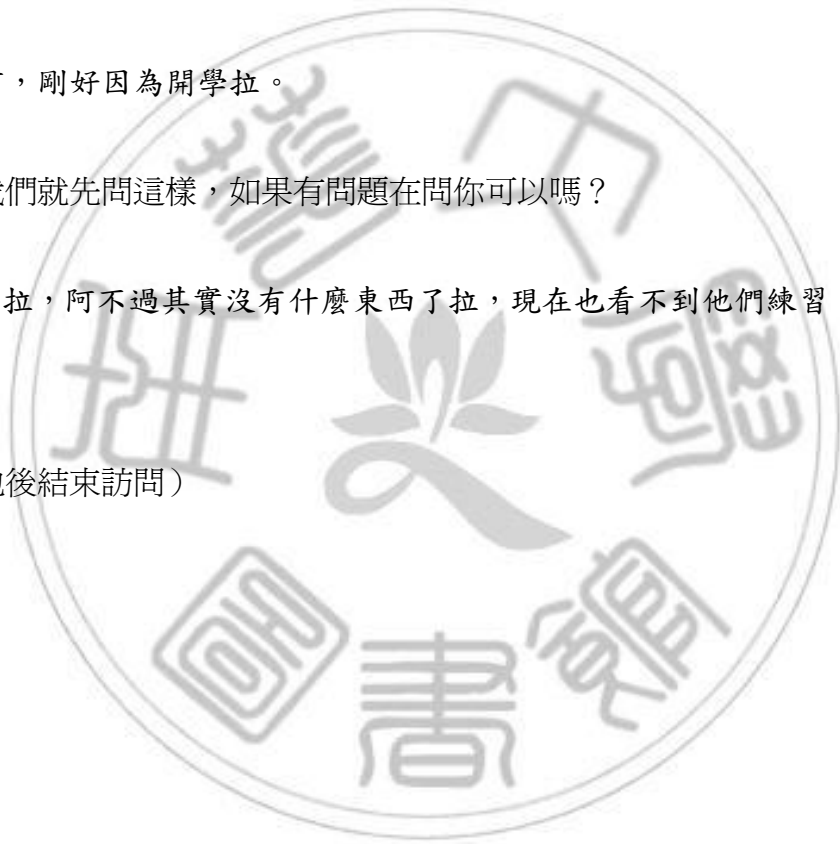 ，剛好因為開學拉。
們就先問這樣，如果有問題在問你可以嗎？
拉，阿不過其實沒有什麼東西了拉，現在也看不到他們練習
後結束訪問）